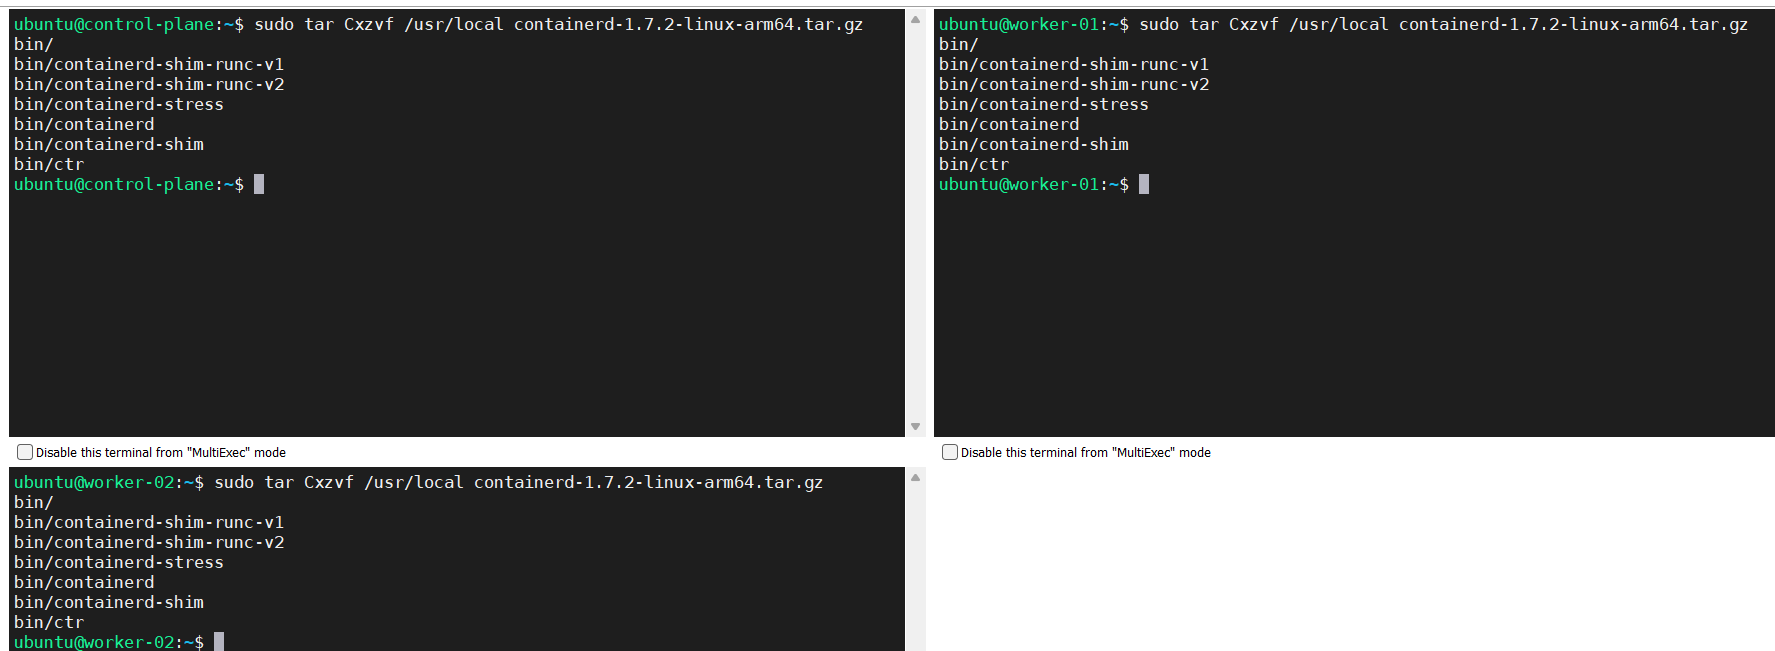 ubuntu@control-plane:~$ sudo tar Cxzvf /usr/local containerd-1.7.2-linux-arm64.tar.gz
bin/
bin/containerd-shim-runc-v1
bin/containerd-shim-runc-v2
bin/containerd-stress
bin/containerd
bin/containerd-shim
bin/ctr
ubuntu@control-plane:~$
Disable this terminal from "MultiExec" mode
ubuntu@worker-01:~$ sudo tar Cxzvf /usr/local containerd-1.7.2-linux-arm64.tar.gz
bin/
bin/containerd-shim-runc-v1
bin/containerd-shim-runc-v2
bin/containerd-stress
bin/containerd
bin/containerd-shim
bin/ctr
ubuntu@worker-01:~$
Disable this terminal from "MultiExec" mode
ubuntu@worker-02:~$ sudo tar Cxzvf /usr/local containerd-1.7.2-linux-arm64.tar.gz
bin/
bin/containerd-shim-runc-v1
bin/containerd-shim-runc-v2
bin/containerd-stress
bin/containerd
bin/containerd-shim
bin/ctr
ubuntu@worker-02:~$